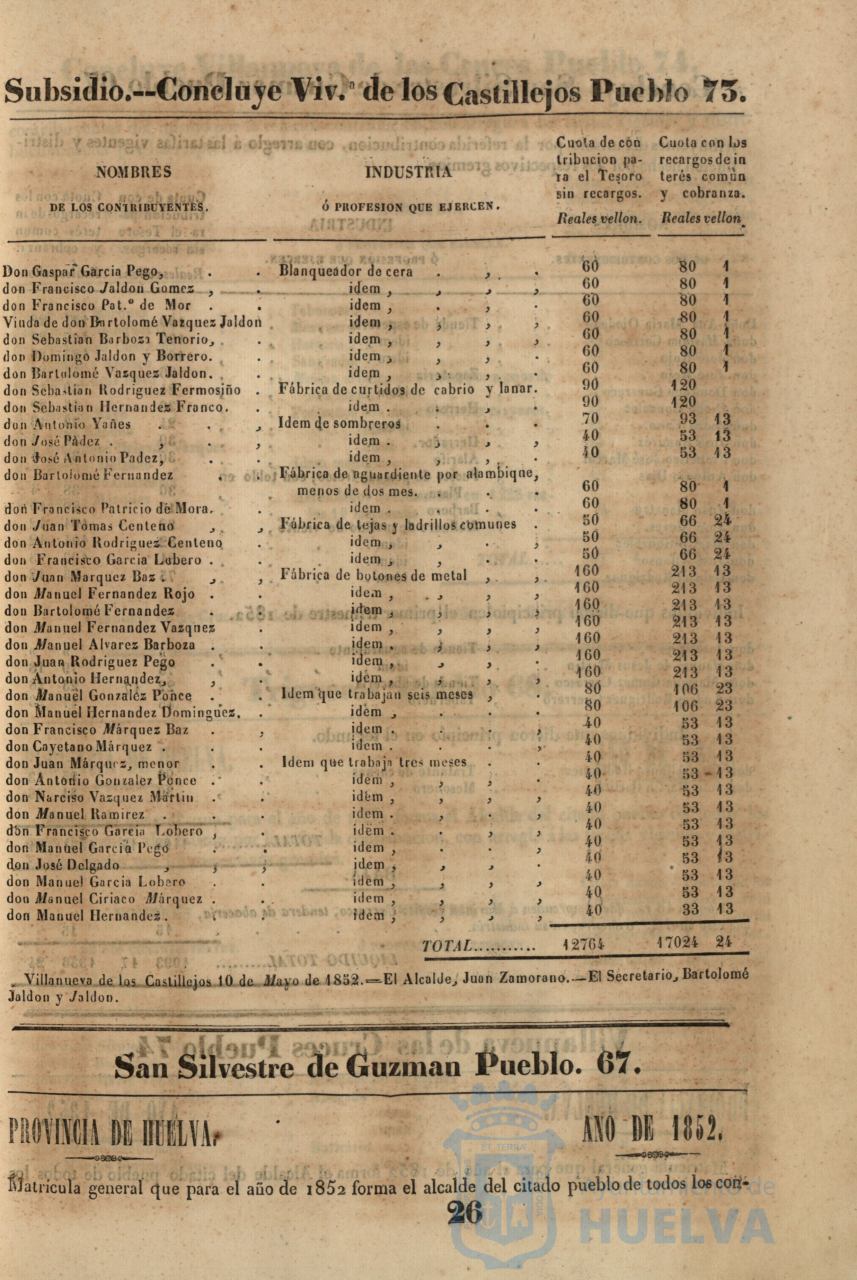 Subsidio.--Concluye Viv.ª de los Castillejos Pueblo 73.
NOMBRES
DE LOS CONTRIBUYENTES.
INDUSTRIA
Ó PROFESION QUE EJERCEN.
Cuota de con
tribucion pa-
ra el Tesoro
sin recargos.
Reales vellon.
Cuota con los
recargos de in
terés común
y cobranza.
Reales vellon.
Don Gaspar Garcia Pego, . . Blanqueador de cera . , . 60 80 1
don Francisco Jaldon Gomez , . idem , , , , 60 80 1
don Francisco Pat.º de Mor . . idem , . , . 60 80 1
Viuda de don Bartolomé Vazquez Jaldon idem , , , , 60 80 1
don Sebastian Barboza Tenorio, . . idem , , , , 60 80 1
don Domingo Jaldon y Borrero. . idem , , , . 60 80 1
don Bartolomé Vazquez Jaldon. . idem , , , . 60 80 1
don Sebastian Rodriguez Fermosiño . Fábrica de curtidos de cabrio y lanar. 90 120
don Sebastian Hernandez Franco. . idem . . , . 90 120
don Antonio Yañes . . , Idem de sombreros . . . 70 93 13
don José Pàdez . , . , idem . , , , 40 53 13
don José Antonio Padez, . . idem , , , . 40 53 13
don Bartolomé Fernandez . . Fábrica de aguardiente por alambique,
menos de dos mes. . . . 60 80 1
don Francisco Patricio de Mora. . idem . . . . 60 80 1
don Juan Tomas Centeno , , Fábrica de tejas y ladrillos comunes . 50 66 24
don Antonio Rodriguez Centeno . idem , , . , 50 66 24
don Francisco Garcia Lobero . . idem , , . . 50 66 24
don Juan Marquez Baz . , , Fábrica de botones de metal , , . 160 213 13
don Manuel Fernandez Rojo . . idem , , , , 160 213 13
don Bartolomé Fernandez . . idem , , , , 160 213 13
don Manuel Fernandez Vazquez . idem , , , , 160 213 13
don Manuel Alvarez Barboza . . idem . , , , 160 213 13
don Juan Rodriguez Pego . . idem , , , . 160 213 13
don Antonio Hernandez, , . idem , , , , 160 213 13
don Manuel Gonzaléz Ponce . . Idem que trabajan seis meses , . 80 106 23
don Manuel Hernandez Dominguez. . idem , . . . 80 106 23
don Francisco Márquez Baz . , idem . . . , 40 53 13
don Cayetano Márquez . . . idem . . . , 40 53 13
don Juan Márquez, menor . . Idem que trabaja tres meses . . 40 53 13
don Antonio Gonzalez Ponce . . idem , , , . 40 53 13
don Narciso Vazquez Martin . . idem , , , , 40 53 13
don Manuel Ramirez . . . idem . , , , 40 53 13
don Francisco Garcia Lobero , . idem . . , , 40 53 13
don Manuel Garcia Pego . . idem . . , , 40 53 13
don José Delgado , , , idem , , , . 40 53 13
don Manuel Garcia Lobero . . idem , , , , 40 53 13
don Manuel Ciriaco Márquez . . idem , , , , 40 53 13
don Manuel Hernandez. . . idem , , , , 40 33 13
TOTAL.......... 12764 17024 24
Villanueva de los Castillejos 10 de Mayo de 1852.—El Alcalde, Juan Zamorano.—El Secretario, Bartolomé
Jaldon y Jaldon.
San Silvestre de Guzman Pueblo. 67.
PROVINCIA DE HUELVA.
AÑO DE 1852.
Matricula general que para el año de 1852 forma el alcalde del citado pueblo de todos los con-
26
HUELVA